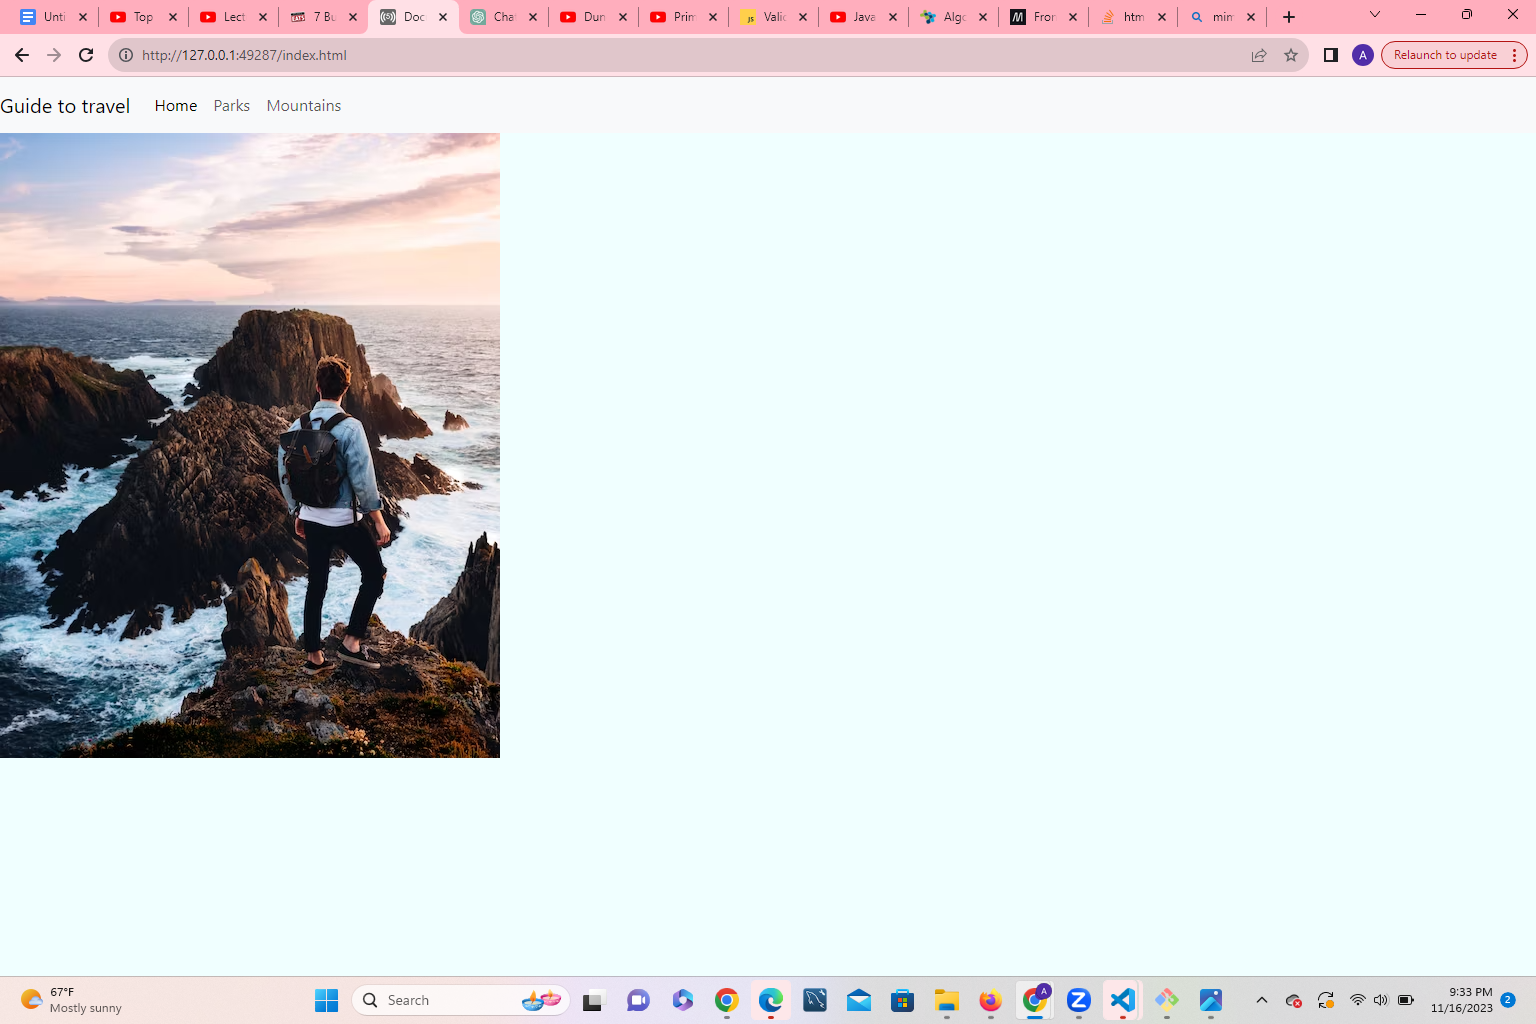 Unti
Top
Lect
7 Bu
Doc
Cha
Dun
Prim
Valid
Java
Algo
Fron
htm
min
http://127.0.0.1:49287/index.html
A
Relaunch to update
Guide to travel
Home
Parks
Mountains
67°F
Mostly sunny
Search
A
9:33 PM
11/16/2023
2